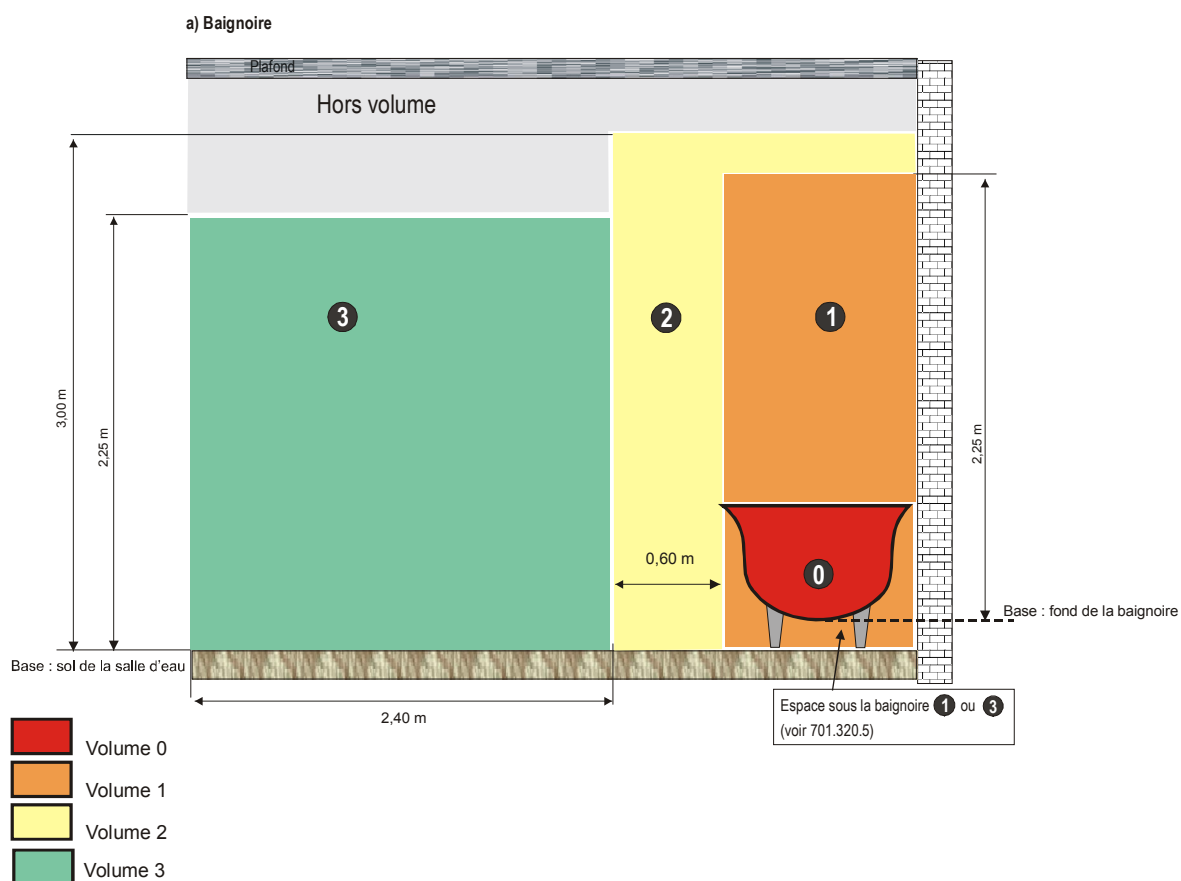 a) Baignoire
Plafond
Hors volume
3,00 m
2,25 m
3
2
1
2,25 m
0,60 m
0
Base : fond de la baignoire
Base : sol de la salle d'eau
2,40 m
Espace sous la baignoire 1 ou 3
(voir 701.320.5)
Volume 0
Volume 1
Volume 2
Volume 3